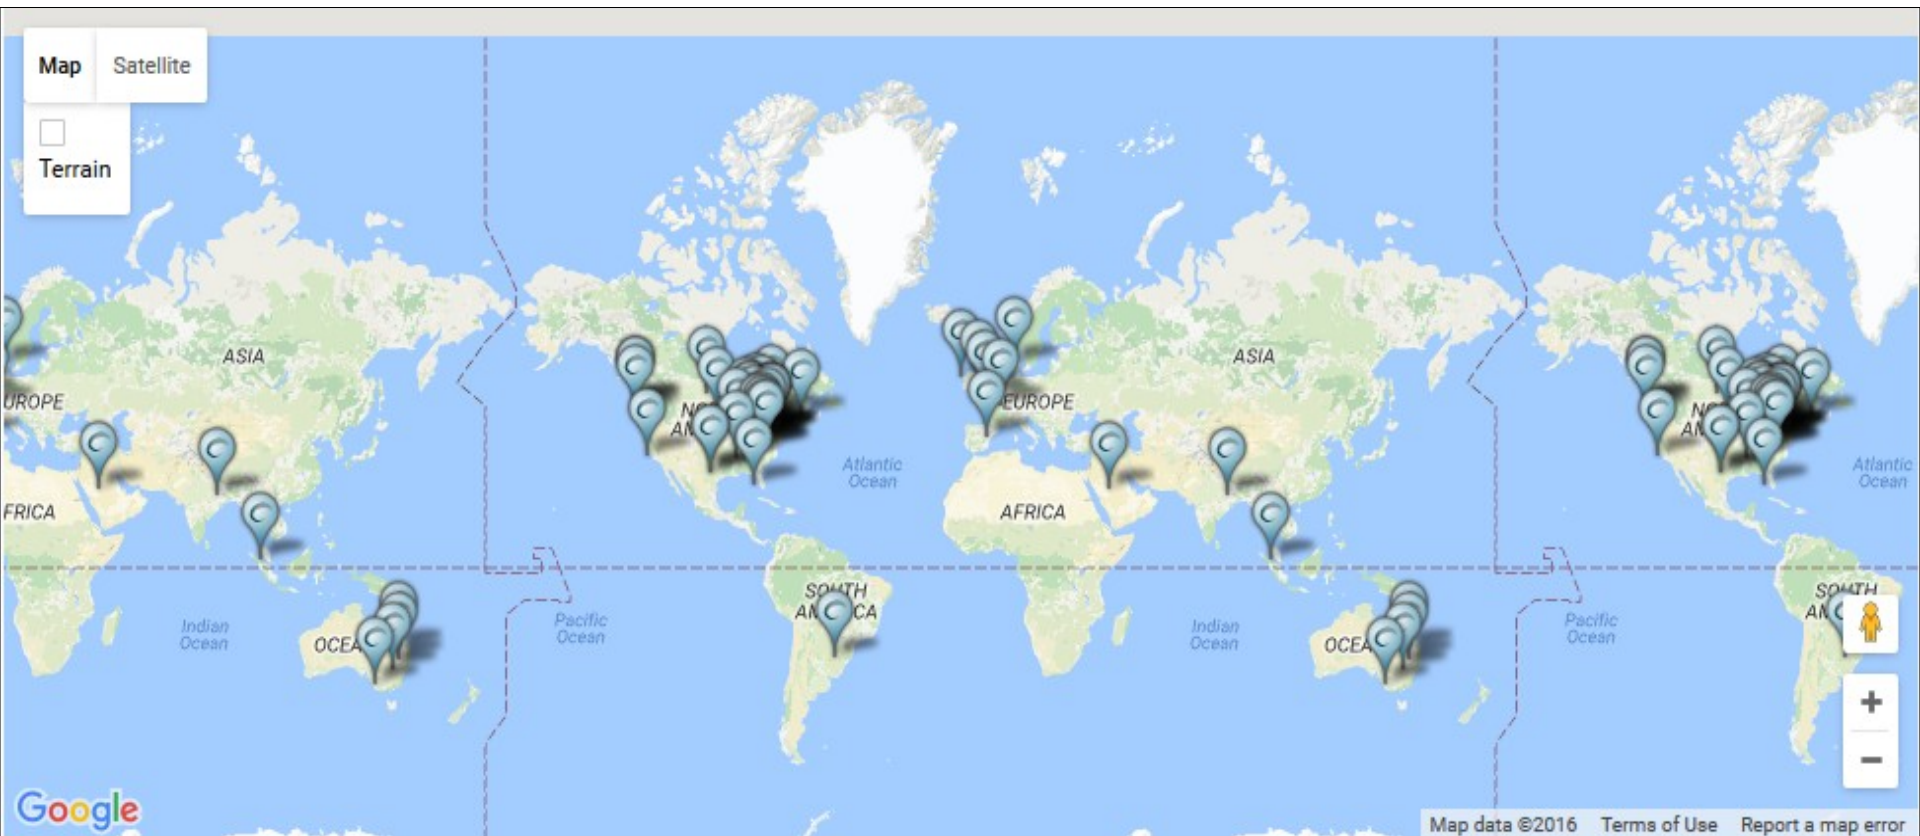 Map Satellite
Terrain
ASIA
ASIA
UROPE
EUROPE
Atlantic
Ocean
Atlantic
Ocean
FRICA
AFRICA
SOUTH
SOUTH
Indian
Ocean
Pacific
Ocean
Indian
Ocean
Pacific
Ocean
OCEA
OCEA
Google
Map data ©2016 Terms of Use Report a map error